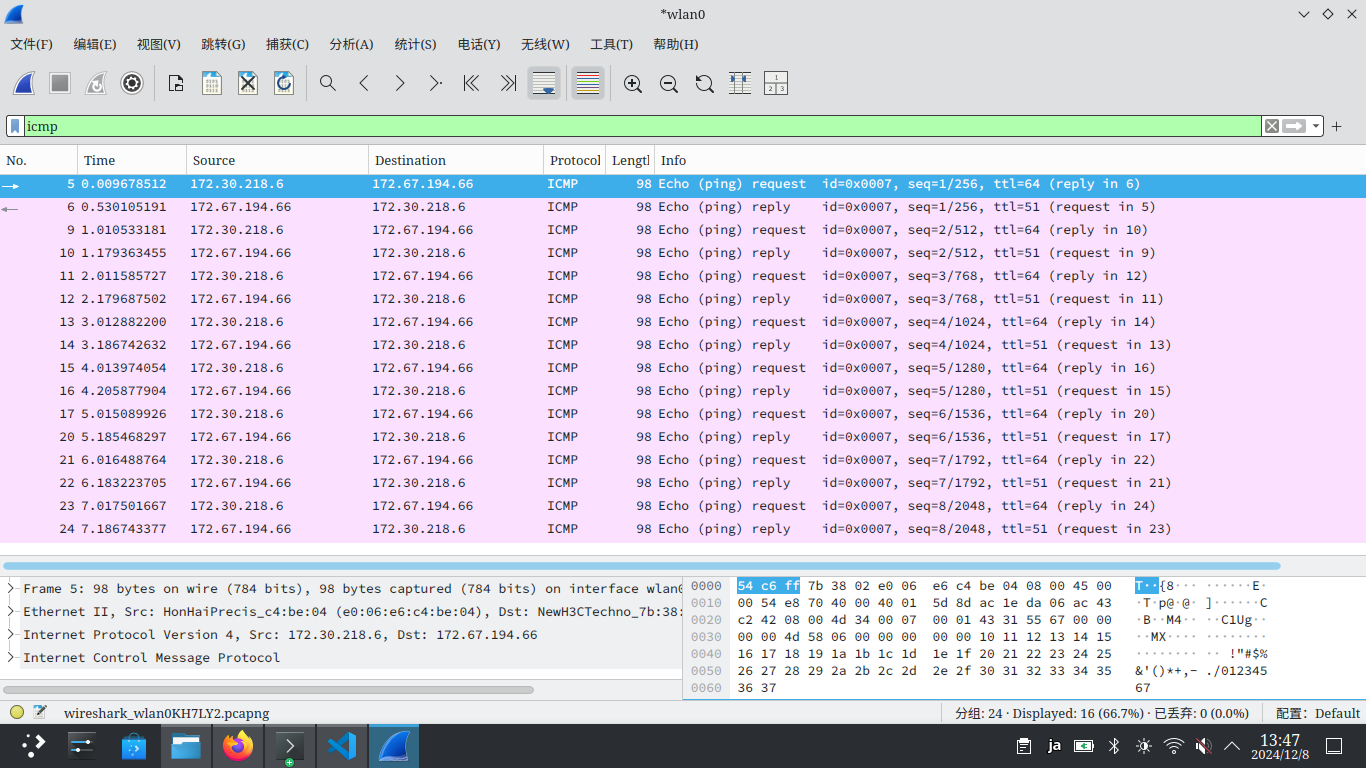 *wlan0
文件(F) 编辑(E) 视图(V) 跳转(G) 捕获(C) 分析(A) 统计(S) 电话(Y) 无线(W) 工具(T) 帮助(H)
icmp
No. Time Source Destination Protocol Length Info
5 0.009678512 172.30.218.6 172.67.194.66 ICMP 98 Echo (ping) request id=0x0007, seq=1/256, ttl=64 (reply in 6)
6 0.530105191 172.67.194.66 172.30.218.6 ICMP 98 Echo (ping) reply id=0x0007, seq=1/256, ttl=51 (request in 5)
9 1.010533181 172.30.218.6 172.67.194.66 ICMP 98 Echo (ping) request id=0x0007, seq=2/512, ttl=64 (reply in 10)
10 1.179363455 172.67.194.66 172.30.218.6 ICMP 98 Echo (ping) reply id=0x0007, seq=2/512, ttl=51 (request in 9)
11 2.011585727 172.30.218.6 172.67.194.66 ICMP 98 Echo (ping) request id=0x0007, seq=3/768, ttl=64 (reply in 12)
12 2.179687502 172.67.194.66 172.30.218.6 ICMP 98 Echo (ping) reply id=0x0007, seq=3/768, ttl=51 (request in 11)
13 3.012882200 172.30.218.6 172.67.194.66 ICMP 98 Echo (ping) request id=0x0007, seq=4/1024, ttl=64 (reply in 14)
14 3.186742632 172.67.194.66 172.30.218.6 ICMP 98 Echo (ping) reply id=0x0007, seq=4/1024, ttl=51 (request in 13)
15 4.013974054 172.30.218.6 172.67.194.66 ICMP 98 Echo (ping) request id=0x0007, seq=5/1280, ttl=64 (reply in 16)
16 4.205877904 172.67.194.66 172.30.218.6 ICMP 98 Echo (ping) reply id=0x0007, seq=5/1280, ttl=51 (request in 15)
17 5.015089926 172.30.218.6 172.67.194.66 ICMP 98 Echo (ping) request id=0x0007, seq=6/1536, ttl=64 (reply in 20)
20 5.185468297 172.67.194.66 172.30.218.6 ICMP 98 Echo (ping) reply id=0x0007, seq=6/1536, ttl=51 (request in 17)
21 6.016488764 172.30.218.6 172.67.194.66 ICMP 98 Echo (ping) request id=0x0007, seq=7/1792, ttl=64 (reply in 22)
22 6.183223705 172.67.194.66 172.30.218.6 ICMP 98 Echo (ping) reply id=0x0007, seq=7/1792, ttl=51 (request in 21)
23 7.017501667 172.30.218.6 172.67.194.66 ICMP 98 Echo (ping) request id=0x0007, seq=8/2048, ttl=64 (reply in 24)
24 7.186743377 172.67.194.66 172.30.218.6 ICMP 98 Echo (ping) reply id=0x0007, seq=8/2048, ttl=51 (request in 23)
Frame 5: 98 bytes on wire (784 bits), 98 bytes captured (784 bits) on interface wlan0
Ethernet II, Src: HonHaiPrecis_c4:be:04 (e0:06:e6:c4:be:04), Dst: NewH3CTechno_7b:38:
Internet Protocol Version 4, Src: 172.30.218.6, Dst: 172.67.194.66
Internet Control Message Protocol
0000 54 c6 ff 7b 38 02 e0 06 e6 c4 be 04 08 00 45 00 T··{8··· ······E·
0010 00 54 e8 70 40 00 40 01 5d 8d ac 1e da 06 ac 43 ·T·p@·@· ]······C
0020 c2 42 08 00 4d 34 00 07 00 01 43 31 55 67 00 00 ·B··M4·· ··C1Ug··
0030 00 00 4d 58 06 00 00 00 00 00 10 11 12 13 14 15 ··MX···· ········
0040 16 17 18 19 1a 1b 1c 1d 1e 1f 20 21 22 23 24 25 ········ ·· !"#$%
0050 26 27 28 29 2a 2b 2c 2d 2e 2f 30 31 32 33 34 35 &'()*+,- ./012345
0060 36 37 67
wireshark_wlan0KH7LY2.pcapng 分组: 24 · Displayed: 16 (66.7%) · 已丢弃: 0 (0.0%) 配置: Default
ja 13:47
2024/12/8